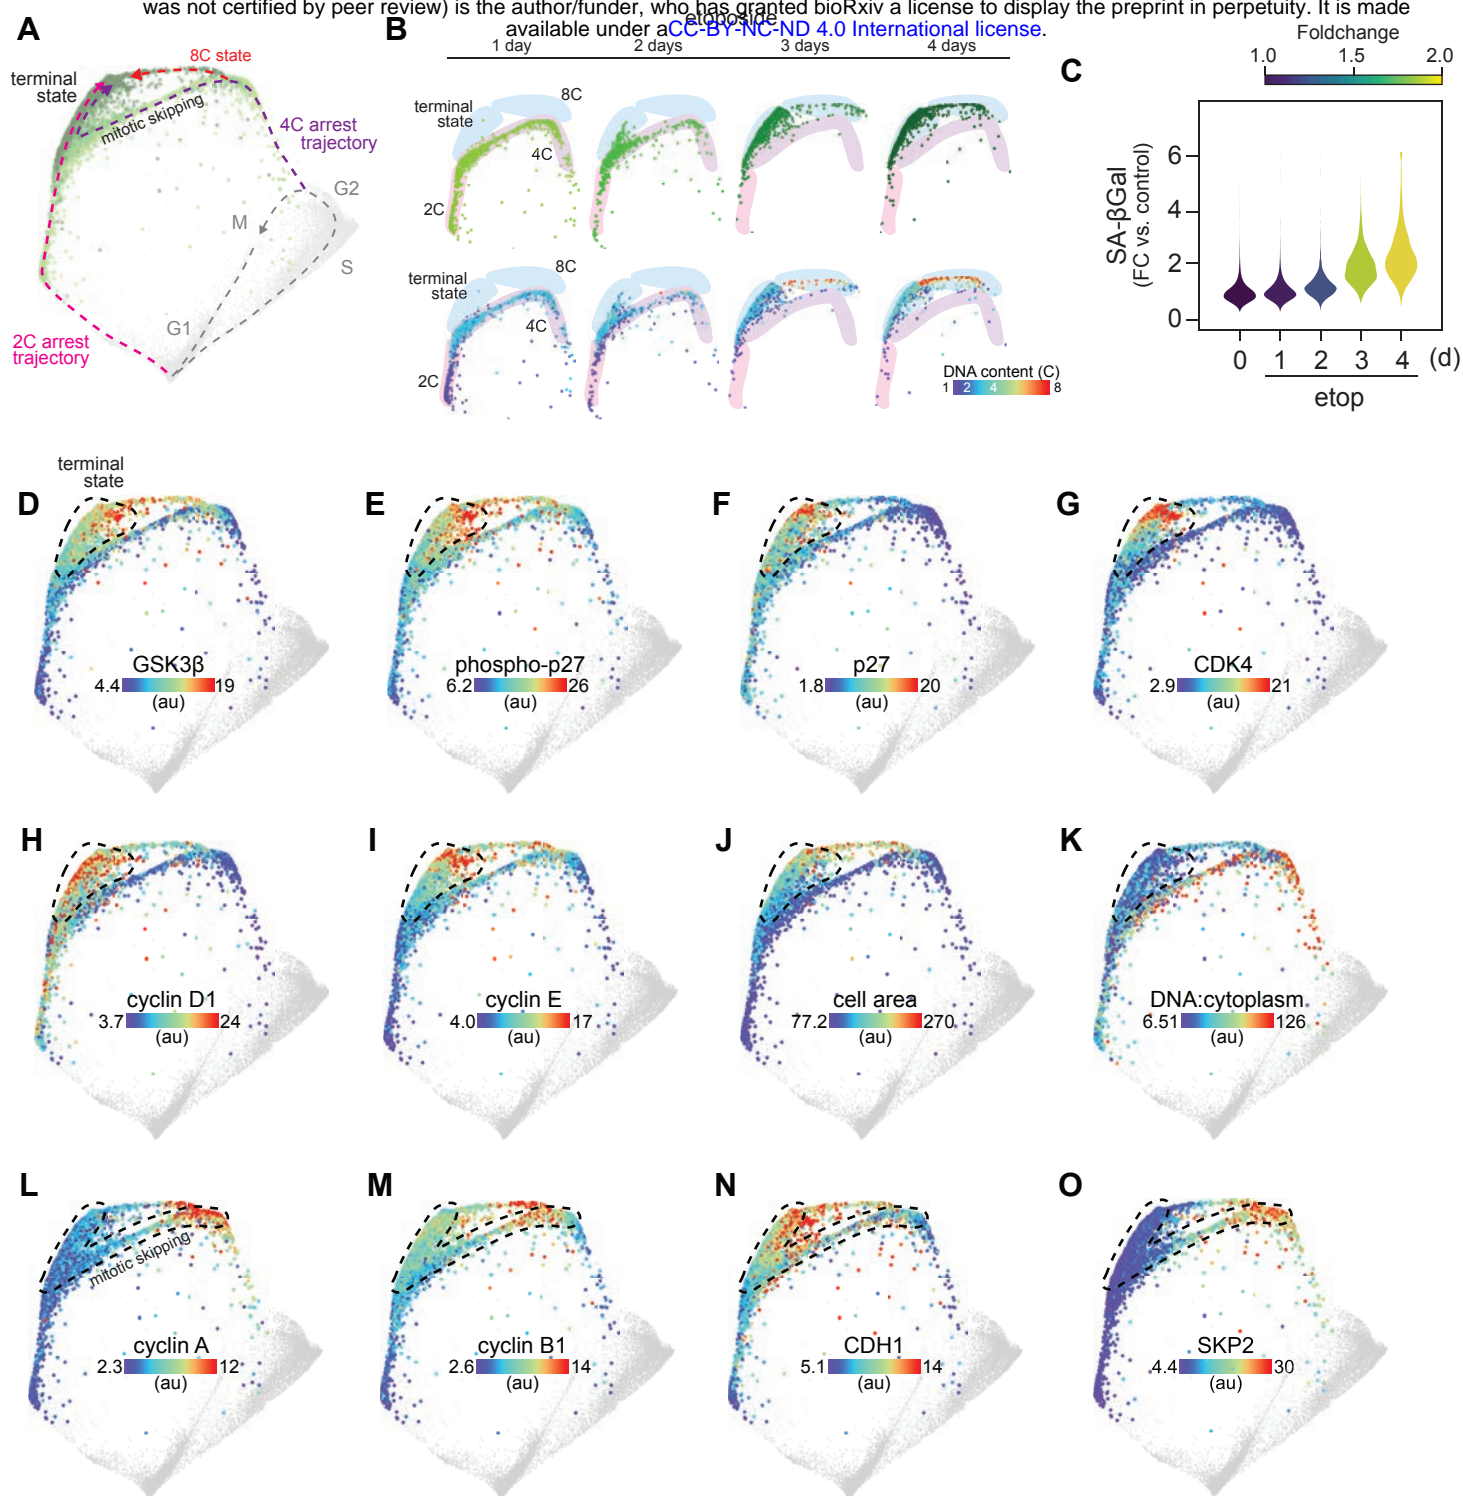 was not certified by peer review) is the author/funder, who has granted bioRxiv a license to display the preprint in perpetuity. It is made
available under aCC-BY-NC-ND 4.0 International license.
etoposide
A
terminal
state
8C state
mitotic skipping
4C arrest
trajectory
G2
M
S
G1
2C arrest
trajectory
B
1 day
2 days
3 days
4 days
terminal
state
8C
4C
2C
terminal
state
8C
4C
2C
DNA content (C)
1 2 4 8
C
Foldchange
1.0 1.5 2.0
SA-βGal
(FC vs. control)
6
4
2
0
0 1 2 3 4 (d)
etop
terminal
state
D
GSK3β
4.4 19
(au)
E
phospho-p27
6.2 26
(au)
F
p27
1.8 20
(au)
G
CDK4
2.9 21
(au)
H
cyclin D1
3.7 24
(au)
I
cyclin E
4.0 17
(au)
J
cell area
77.2 270
(au)
K
DNA:cytoplasm
6.51 126
(au)
L
mitotic skipping
cyclin A
2.3 12
(au)
M
cyclin B1
2.6 14
(au)
N
CDH1
5.1 14
(au)
O
SKP2
4.4 30
(au)